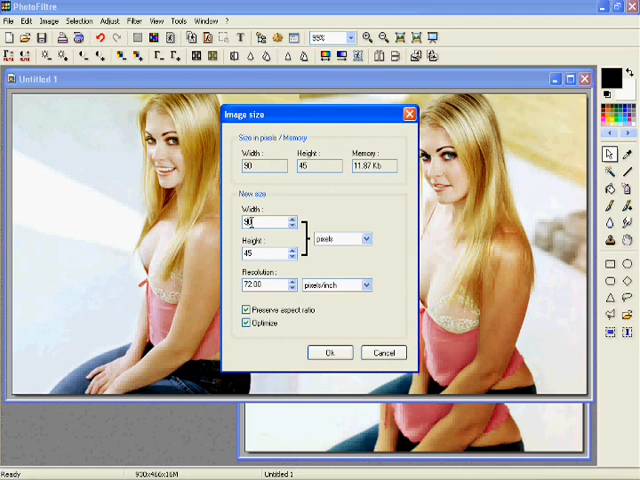 PhotoFiltre
File Edit Image Selection Adjust Filter View Tools Window ?
99%
Untitled 1
Image size
Size in pixels / Memory
Width : Height : Memory :
90 45 11.87 Kb
New size
Width :
90
pixels
Height :
45
Resolution :
72.00 pixels/inch
Preserve aspect ratio
Optimize
Ok Cancel
Ready 930x466x16M Untitled 1